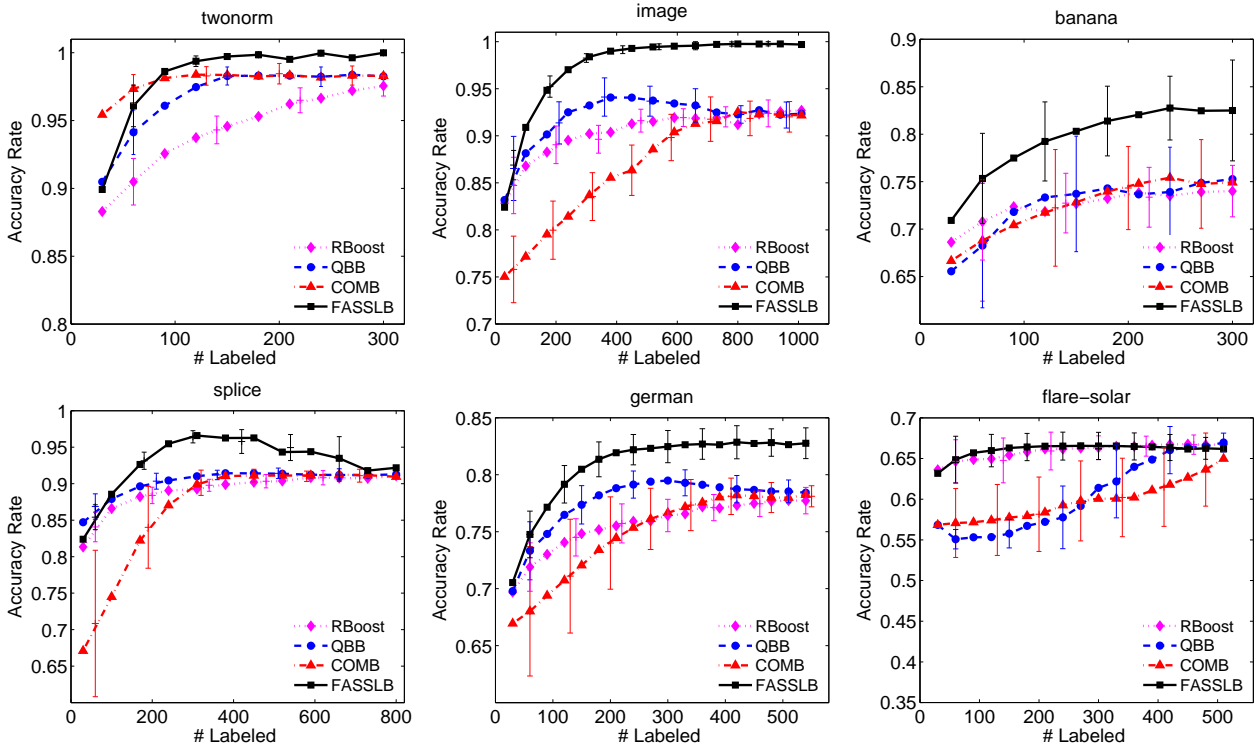 twonorm
1
0.95
0.9
0.85
0.8
0 100 200 300
Accuracy Rate
# Labeled
RBoost
QBB
COMB
FASSLB
image
1
0.95
0.9
0.85
0.8
0.75
0.7
0 200 400 600 800 1000
Accuracy Rate
# Labeled
RBoost
QBB
COMB
FASSLB
banana
0.9
0.8
0.75
0.7
0.65
0 100 200 300
Accuracy Rate
# Labeled
RBoost
QBB
COMB
FASSLB
splice
1
0.95
0.9
0.85
0.8
0.75
0.7
0.65
0 200 400 600 800
Accuracy Rate
# Labeled
RBoost
QBB
COMB
FASSLB
german
0.85
0.8
0.75
0.7
0.65
0 100 200 300 400 500
Accuracy Rate
# Labeled
RBoost
QBB
COMB
FASSLB
flare−solar
0.7
0.65
0.6
0.55
0.5
0.45
0.4
0.35
0 100 200 300 400 500
Accuracy Rate
# Labeled
RBoost
QBB
COMB
FASSLB